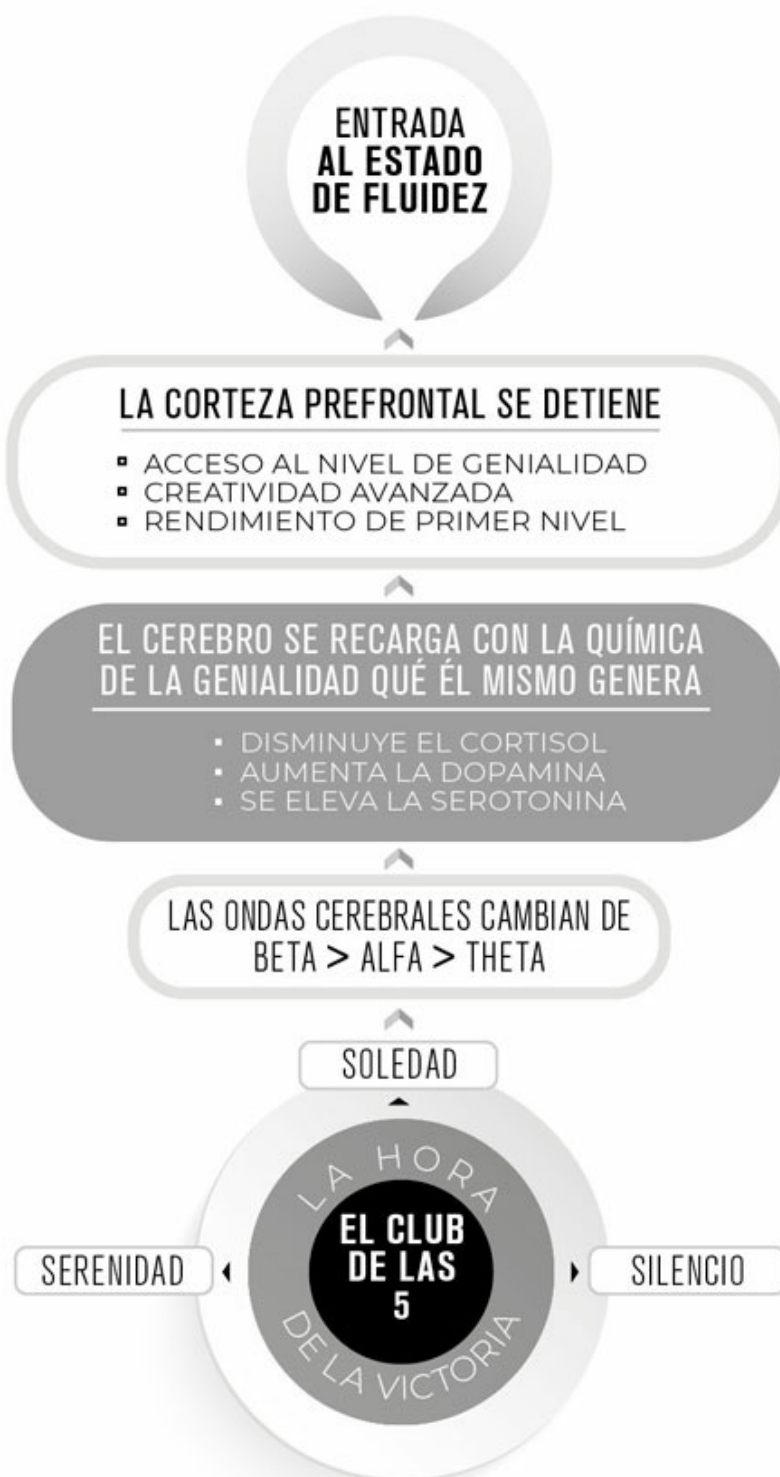 ENTRADA
AL ESTADO
DE FLUIDEZ
LA CORTEZA PREFRONTAL SE DETIENE
▪ ACCESO AL NIVEL DE GENIALIDAD
▪ CREATIVIDAD AVANZADA
▪ RENDIMIENTO DE PRIMER NIVEL
EL CEREBRO SE RECARGA CON LA QUÍMICA
DE LA GENIALIDAD QUÉ ÉL MISMO GENERA
▪ DISMINUYE EL CORTISOL
▪ AUMENTA LA DOPAMINA
▪ SE ELEVA LA SEROTONINA
LAS ONDAS CEREBRALES CAMBIAN DE
BETA > ALFA > THETA
SOLEDAD
LA HORA
EL CLUB
DE LAS
5
DE LA VICTORIA
SERENIDAD
SILENCIO